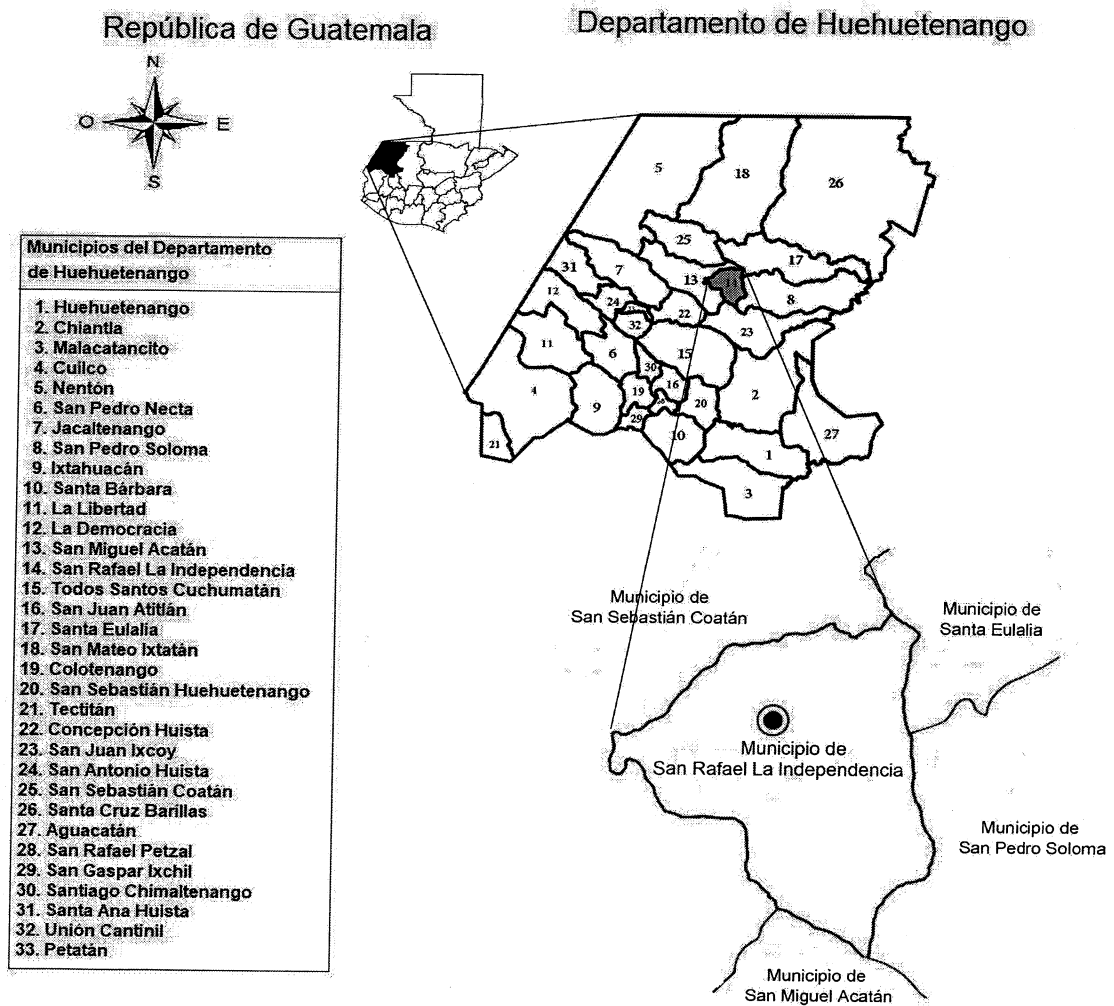 República de Guatemala
Departamento de Huehuetenango
N
O
E
S
Municipios del Departamento
de Huehuetenango
1. Huehuetenango
2. Chiantla
3. Malacatancito
4. Cuilco
5. Nentón
6. San Pedro Necta
7. Jacaltenango
8. San Pedro Soloma
9. Ixtahuacán
10. Santa Bárbara
11. La Libertad
12. La Democracia
13. San Miguel Acatán
14. San Rafael La Independencia
15. Todos Santos Cuchumatán
16. San Juan Atitlán
17. Santa Eulalia
18. San Mateo Ixtatán
19. Colotenango
20. San Sebastián Huehuetenango
21. Tectitán
22. Concepción Huista
23. San Juan Ixcoy
24. San Antonio Huista
25. San Sebastián Coatán
26. Santa Cruz Barillas
27. Aguacatán
28. San Rafael Petzal
29. San Gaspar Ixchil
30. Santiago Chimaltenango
31. Santa Ana Huista
32. Unión Cantinil
33. Petatán
5
18
26
25
17
31
7
13
8
12
24
22
32
23
11
6
15
30
4
9
19
16
20
2
29
10
27
21
1
3
Municipio de
San Sebastián Coatán
Municipio de
Santa Eulalia
Municipio de
San Rafael La Independencia
Municipio de
San Pedro Soloma
Municipio de
San Miguel Acatán